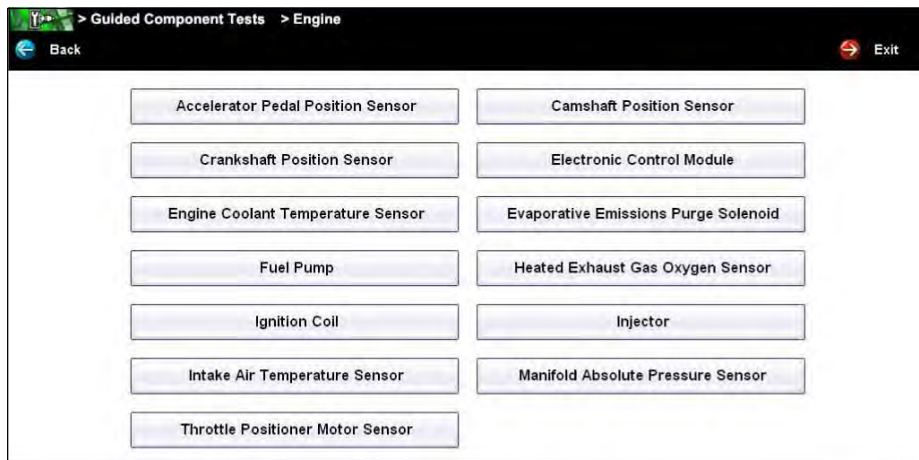 > Guided Component Tests > Engine
Back Exit
Accelerator Pedal Position Sensor Camshaft Position Sensor
Crankshaft Position Sensor Electronic Control Module
Engine Coolant Temperature Sensor Evaporative Emissions Purge Solenoid
Fuel Pump Heated Exhaust Gas Oxygen Sensor
Ignition Coil Injector
Intake Air Temperature Sensor Manifold Absolute Pressure Sensor
Throttle Positioner Motor Sensor